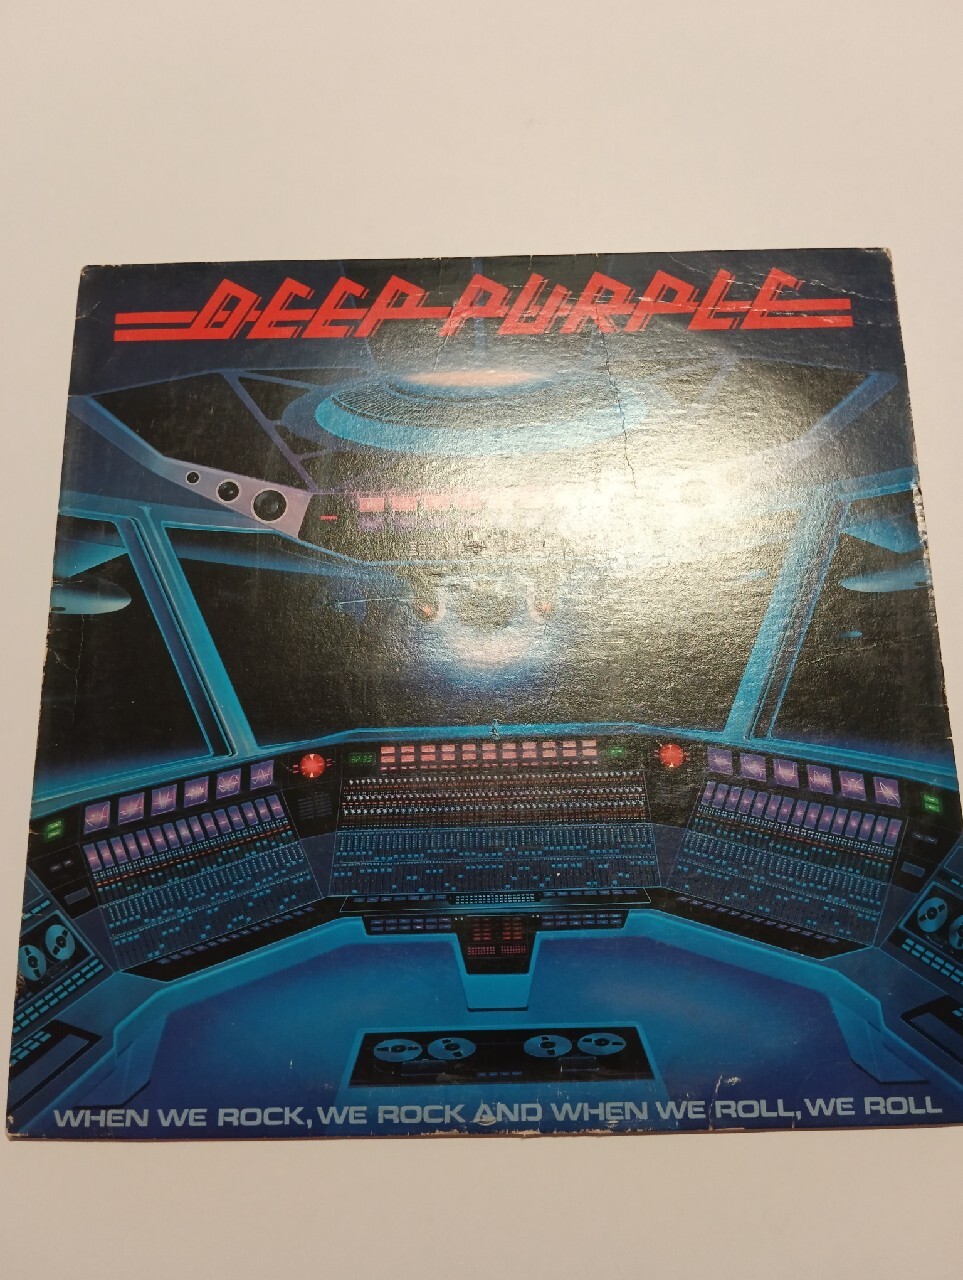 DEEP PURPLE
WHEN WE ROCK, WE ROCK AND WHEN WE ROLL, WE ROLL